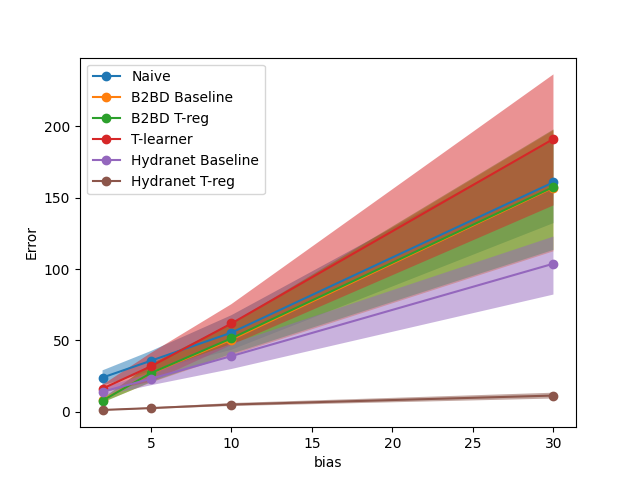 Naive
B2BD Baseline
B2BD T-reg
T-learner
Hydranet Baseline
Hydranet T-reg
200
150
100
50
0
Error
5
10
15
20
25
30
bias